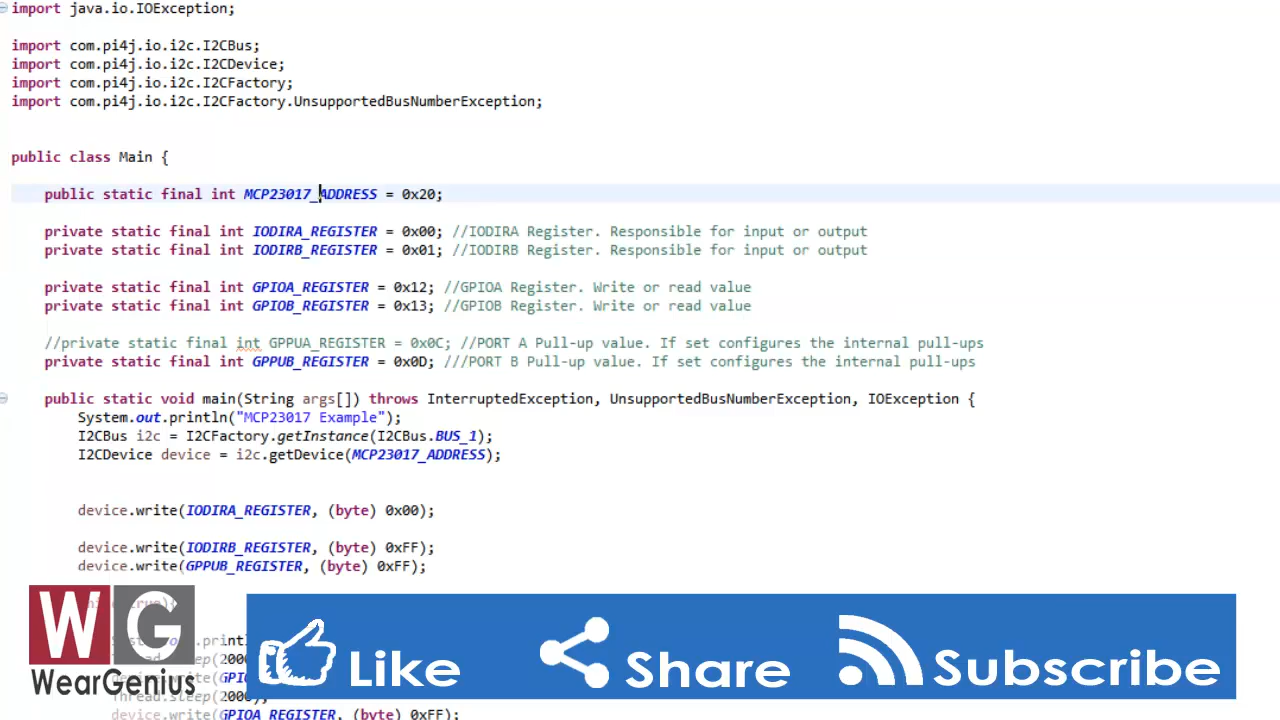 import java.io.IOException;
import com.pi4j.io.i2c.I2CBus;
import com.pi4j.io.i2c.I2CDevice;
import com.pi4j.io.i2c.I2CFactory;
import com.pi4j.io.i2c.I2CFactory.UnsupportedBusNumberException;
public class Main {
public static final int MCP23017_ADDRESS = 0x20;
private static final int IODIRA_REGISTER = 0x00; //IODIRA Register. Responsible for input or output
private static final int IODIRB_REGISTER = 0x01; //IODIRB Register. Responsible for input or output
private static final int GPIOA_REGISTER = 0x12; //GPIOA Register. Write or read value
private static final int GPIOB_REGISTER = 0x13; //GPIOB Register. Write or read value
//private static final int GPPUA_REGISTER = 0x0C; //PORT A Pull-up value. If set configures the internal pull-ups
private static final int GPPUB_REGISTER = 0x0D; ///PORT B Pull-up value. If set configures the internal pull-ups
public static void main(String args[]) throws InterruptedException, UnsupportedBusNumberException, IOException {
System.out.println("MCP23017 Example");
I2CBus i2c = I2CFactory.getInstance(I2CBus.BUS_1);
I2CDevice device = i2c.getDevice(MCP23017_ADDRESS);
device.write(IODIRA_REGISTER, (byte) 0x00);
device.write(IODIRB_REGISTER, (byte) 0xFF);
device.write(GPPUB_REGISTER, (byte) 0xFF);
WG
WearGenius
Like
Share
Subscribe
device.write(GPIOA_REGISTER, (byte) 0xFF);